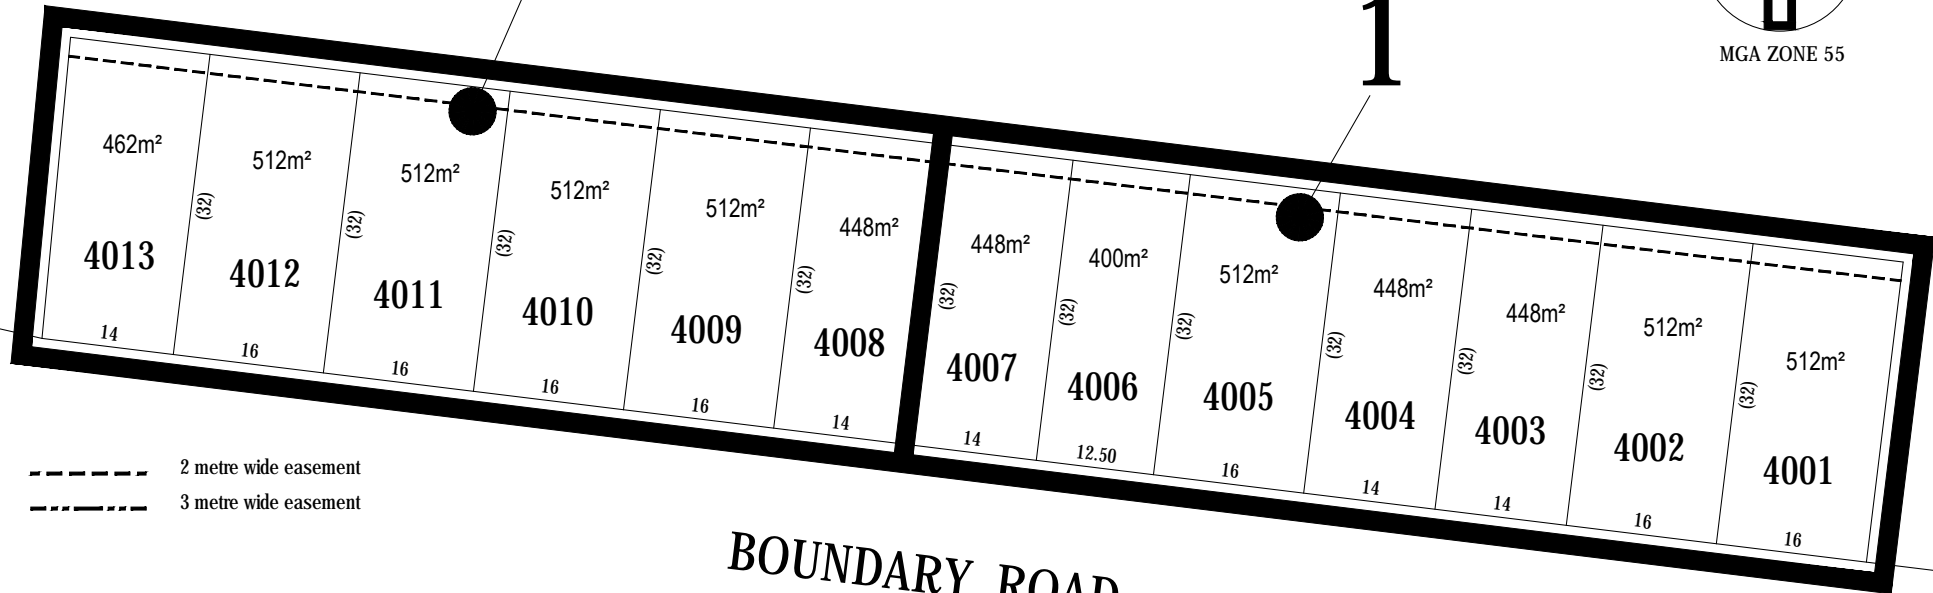 1
MGA ZONE 55
462m²
512m²
512m²
512m²
512m²
448m²
448m²
400m²
512m²
448m²
448m²
512m²
512m²
(32)
(32)
(32)
(32)
(32)
(32)
(32)
(32)
(32)
(32)
(32)
(32)
4013
4012
4011
4010
4009
4008
4007
4006
4005
4004
4003
4002
4001
14
16
16
16
16
14
14
12.50
16
14
14
16
16
2 metre wide easement
3 metre wide easement
BOUNDARY ROAD